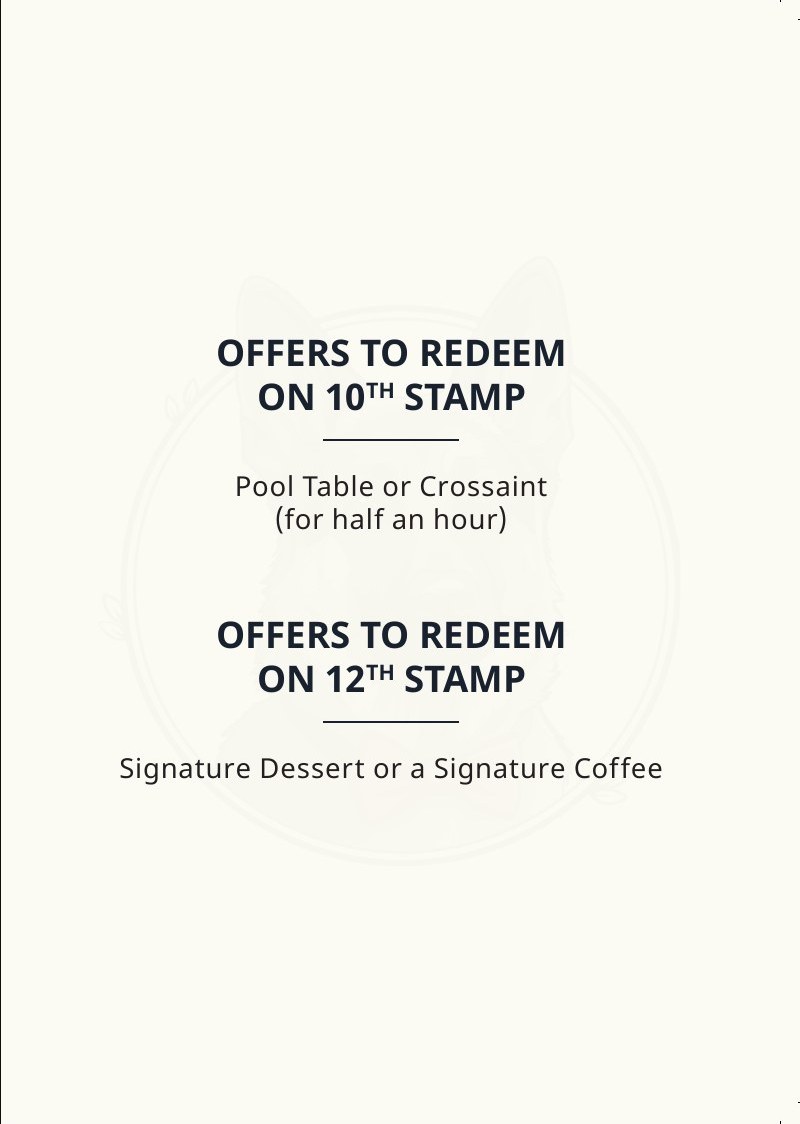 OFFERS TO REDEEM
ON 10TH STAMP
Pool Table or Crossaint
(for half an hour)
OFFERS TO REDEEM
ON 12TH STAMP
Signature Dessert or a Signature Coffee